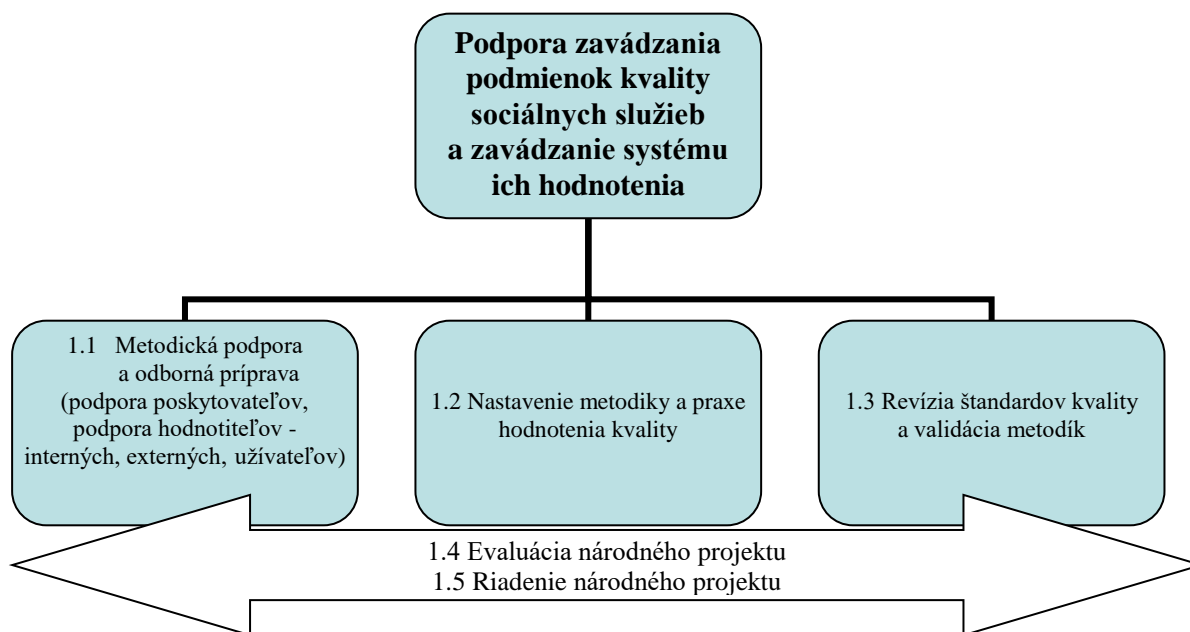 Podpora zavádzania
podmienok kvality
sociálnych služieb
a zavádzanie systému
ich hodnotenia
1.1 Metodická podpora
a odborná príprava
(podpora poskytovateľov,
podpora hodnotiteľov -
interných, externých, užívateľov)
1.2 Nastavenie metodiky a praxe
hodnotenia kvality
1.3 Revízia štandardov kvality
a validácia metodík
1.4 Evaluácia národného projektu
1.5 Riadenie národného projektu